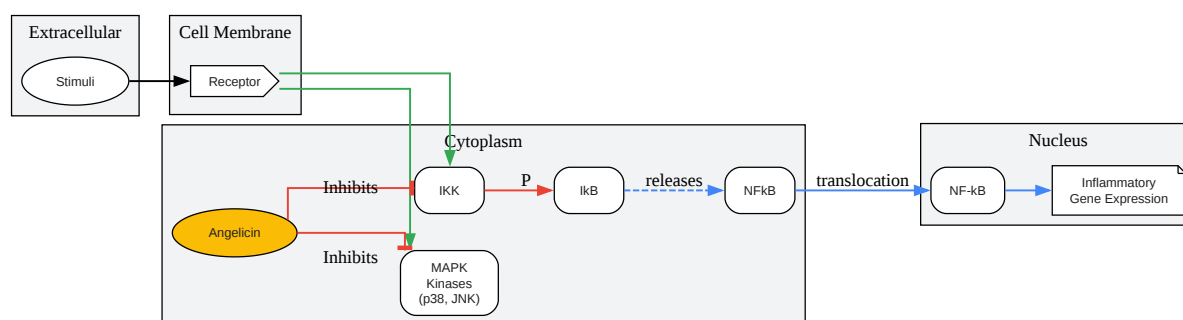 Extracellular
Stimuli
Cell Membrane
Receptor
Cytoplasm
Inhibits
IKK
P
IkB
releases
NFkB
translocation
Angelicin
Inhibits
MAPK
Kinases
(p38, JNK)
Nucleus
NF-kB
Inflammatory
Gene Expression